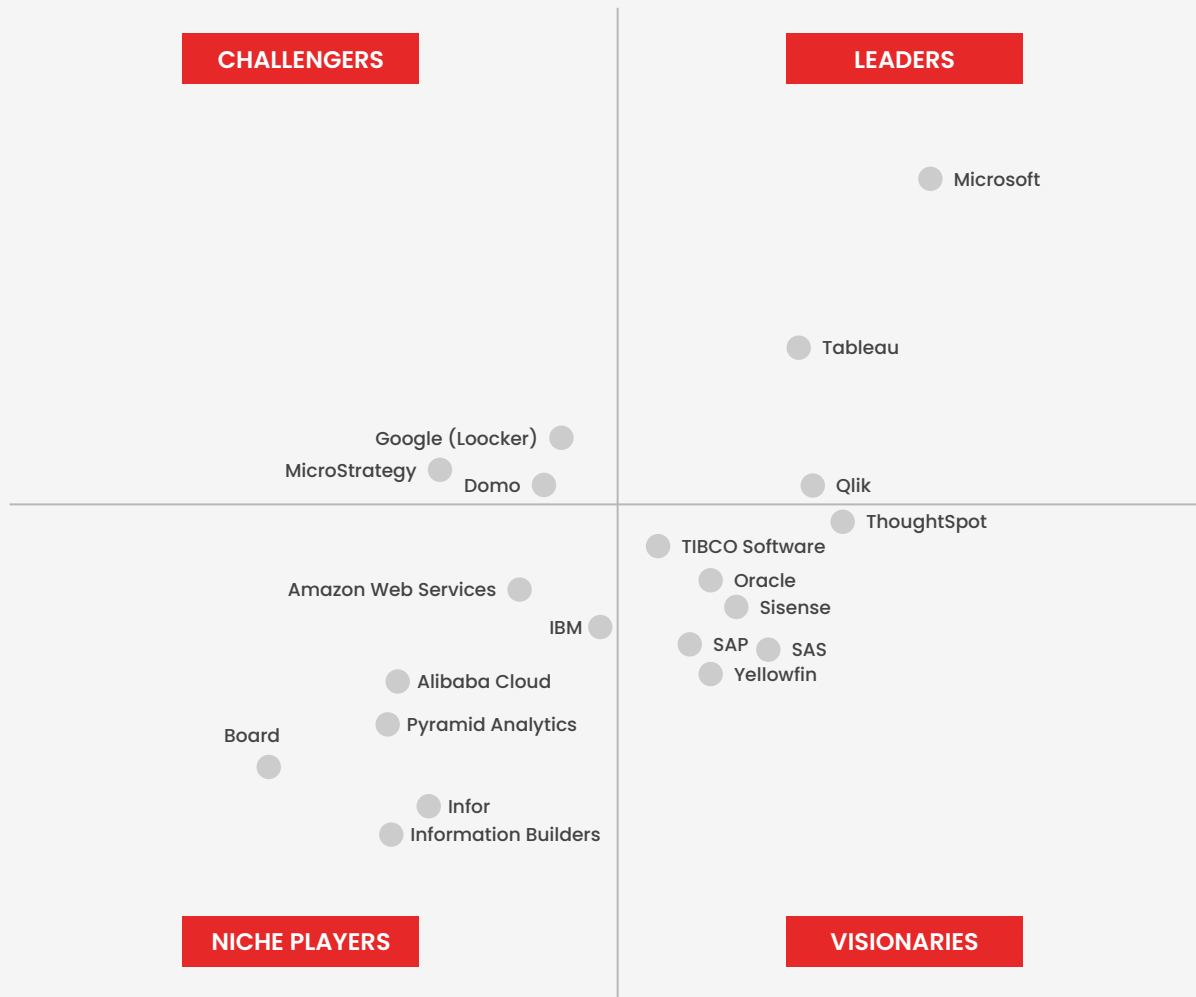 CHALLENGERS
LEADERS
Microsoft
Tableau
Google (Loocker)
MicroStrategy
Domo
Qlik
ThoughtSpot
TIBCO Software
Oracle
Amazon Web Services
Sisense
IBM
SAP
SAS
Yellowfin
Alibaba Cloud
Pyramid Analytics
Board
Infor
Information Builders
NICHE PLAYERS
VISIONARIES